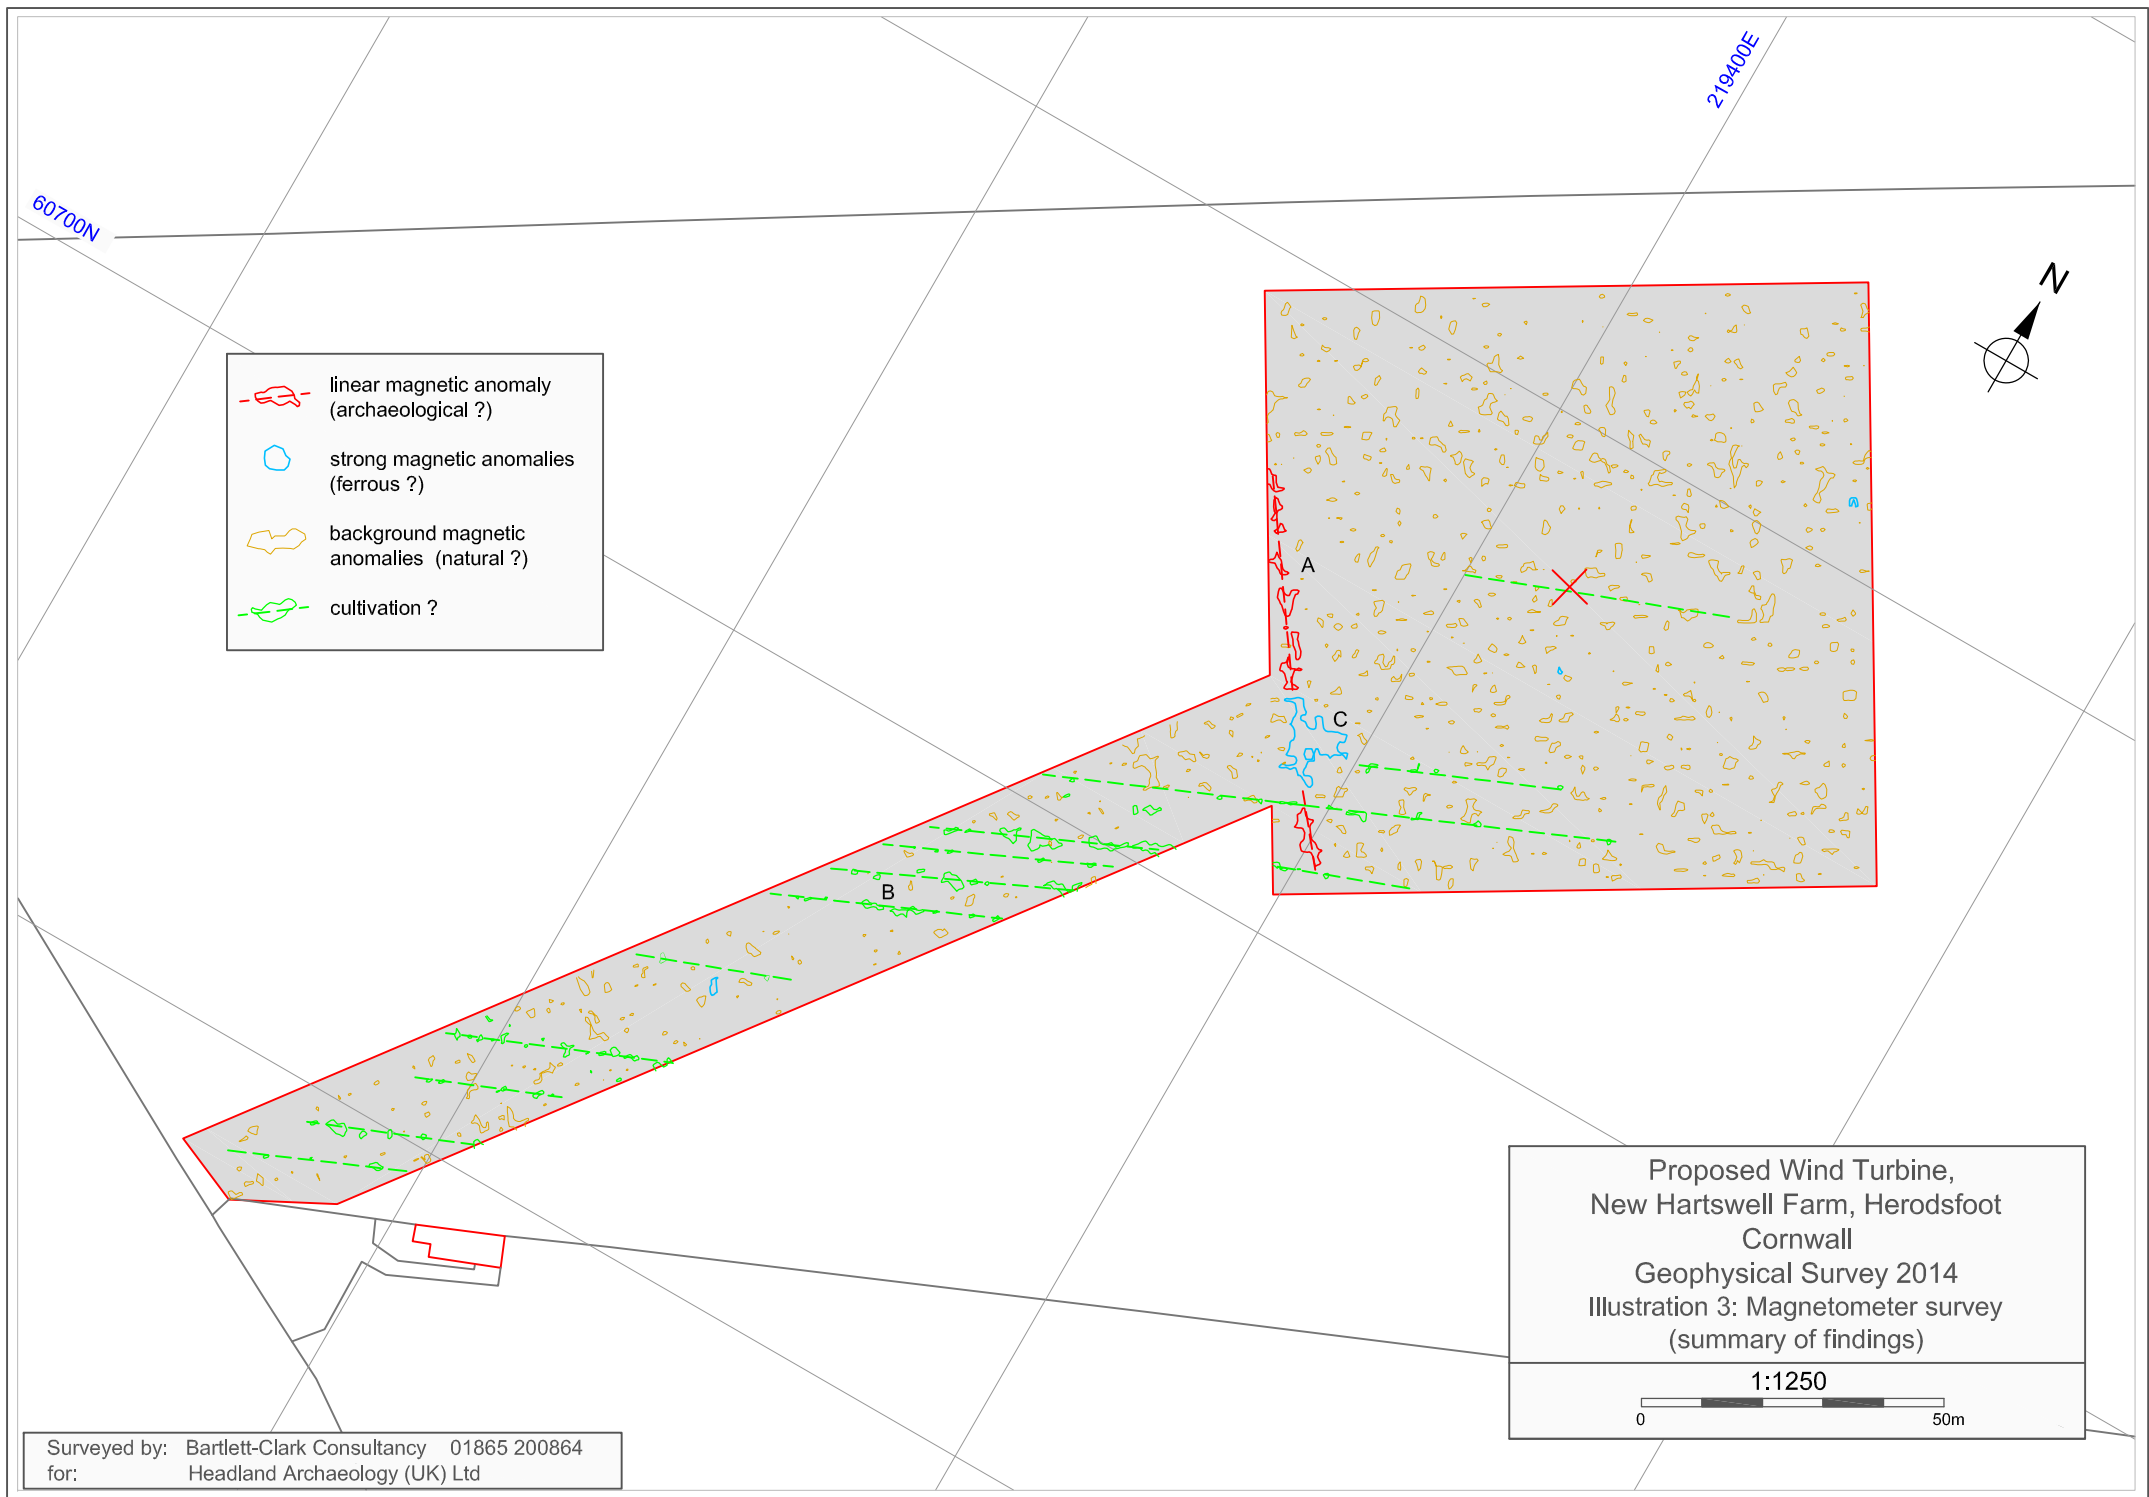 219400E
60700N
N
linear magnetic anomaly
(archaeological ?)
strong magnetic anomalies
(ferrous ?)
background magnetic
anomalies (natural ?)
cultivation ?
A
C
B
Proposed Wind Turbine,
New Hartswell Farm, Herodsfoot
Cornwall
Geophysical Survey 2014
Illustration 3: Magnetometer survey
(summary of findings)
1:1250
0 50m
Surveyed by: Bartlett-Clark Consultancy 01865 200864
for: Headland Archaeology (UK) Ltd